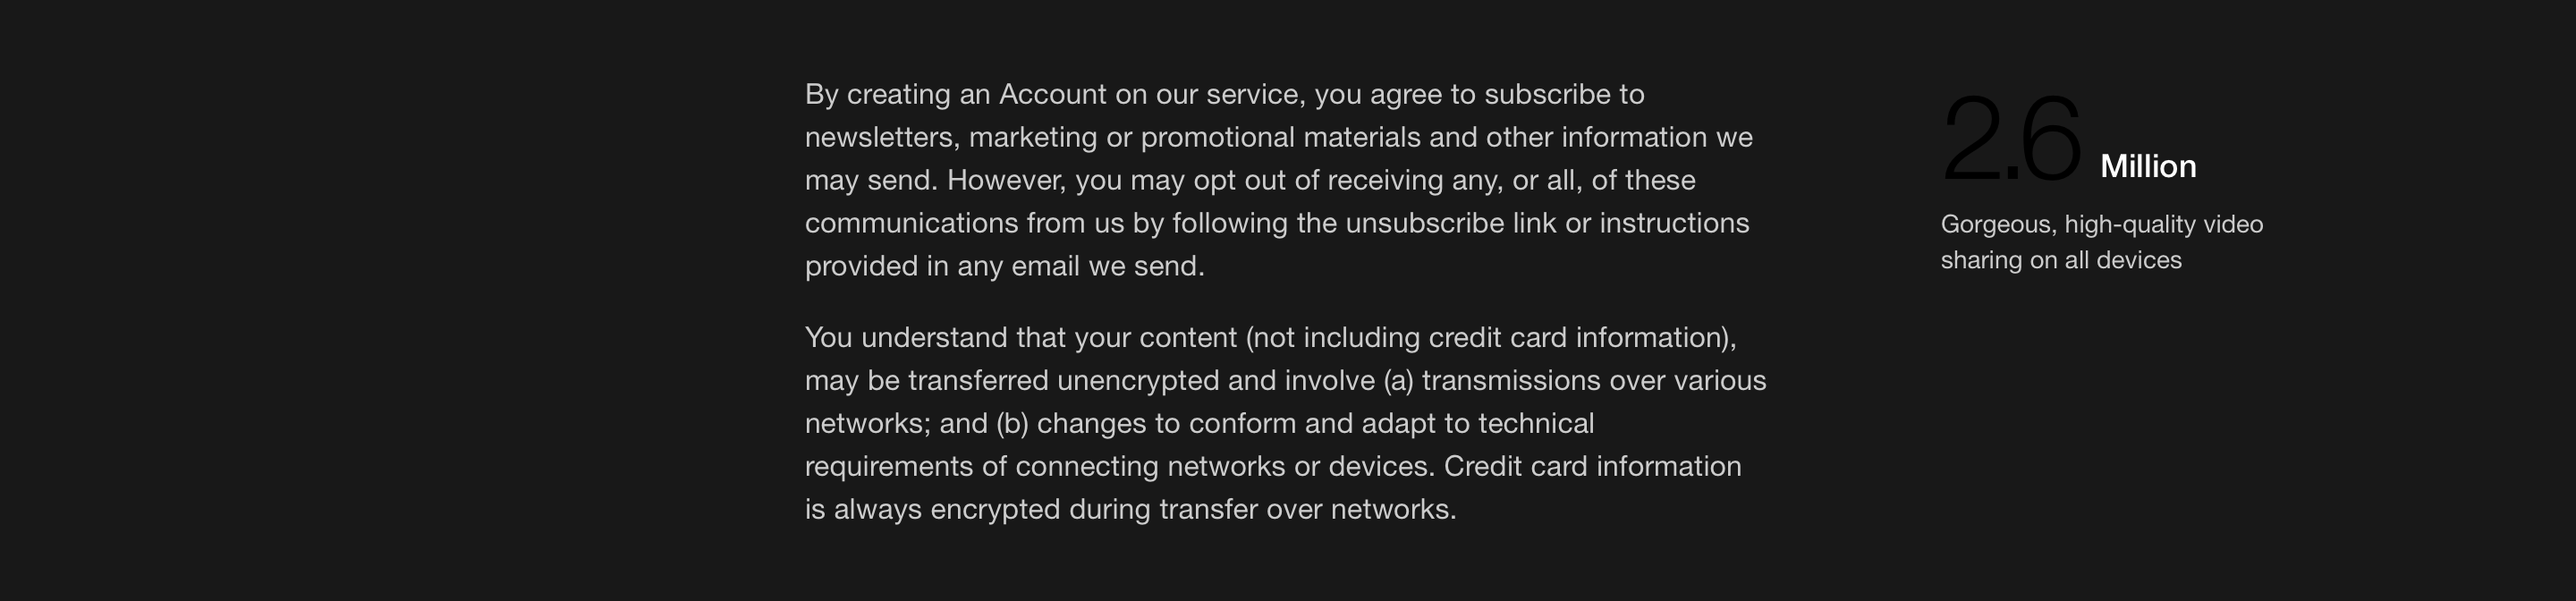 By creating an Account on our service, you agree to subscribe to
newsletters, marketing or promotional materials and other information we
may send. However, you may opt out of receiving any, or all, of these
communications from us by following the unsubscribe link or instructions
provided in any email we send.
You understand that your content (not including credit card information),
may be transferred unencrypted and involve (a) transmissions over various
networks; and (b) changes to conform and adapt to technical
requirements of connecting networks or devices. Credit card information
is always encrypted during transfer over networks.
2.6 Million
Gorgeous, high-quality video
sharing on all devices